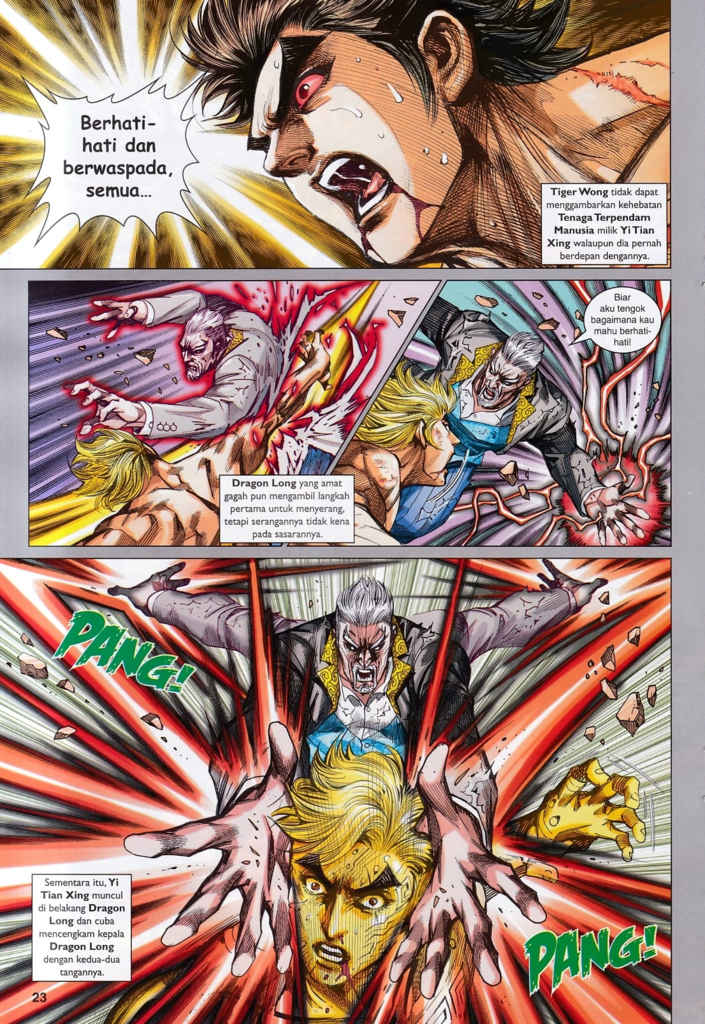 Berhati-
hati dan
berwaspada,
semua...
Tiger Wong tidak dapat
menggambarkan kehebatan
Tenaga Terpendam
Manusia milik Yi Tian
Xing walaupun dia pernah
berdepan dengannya.
Biar
aku tengok
bagaimana kau
mahu berhati-
hati!
Dragon Long yang amat
gagah pun mengambil langkah
pertama untuk menyerang,
tetapi serangannya tidak kena
pada sasarannya.
PANG!
Sementara itu, Yi
Tian Xing muncul
di belakang Dragon
Long dan cuba
mencengkam kepala
Dragon Long
dengan kedua-dua
tangannya.
PANG!
23